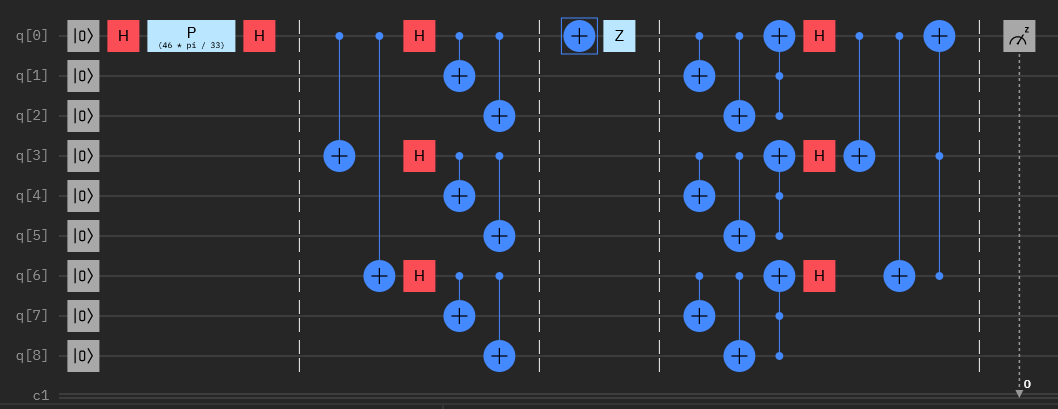 q[0] |0⟩ H P H H Z H z
(46 * pi / 33)
q[1] |0⟩
q[2] |0⟩
q[3] |0⟩ H H
q[4] |0⟩
q[5] |0⟩
q[6] |0⟩ H H
q[7] |0⟩
q[8] |0⟩
c1 0